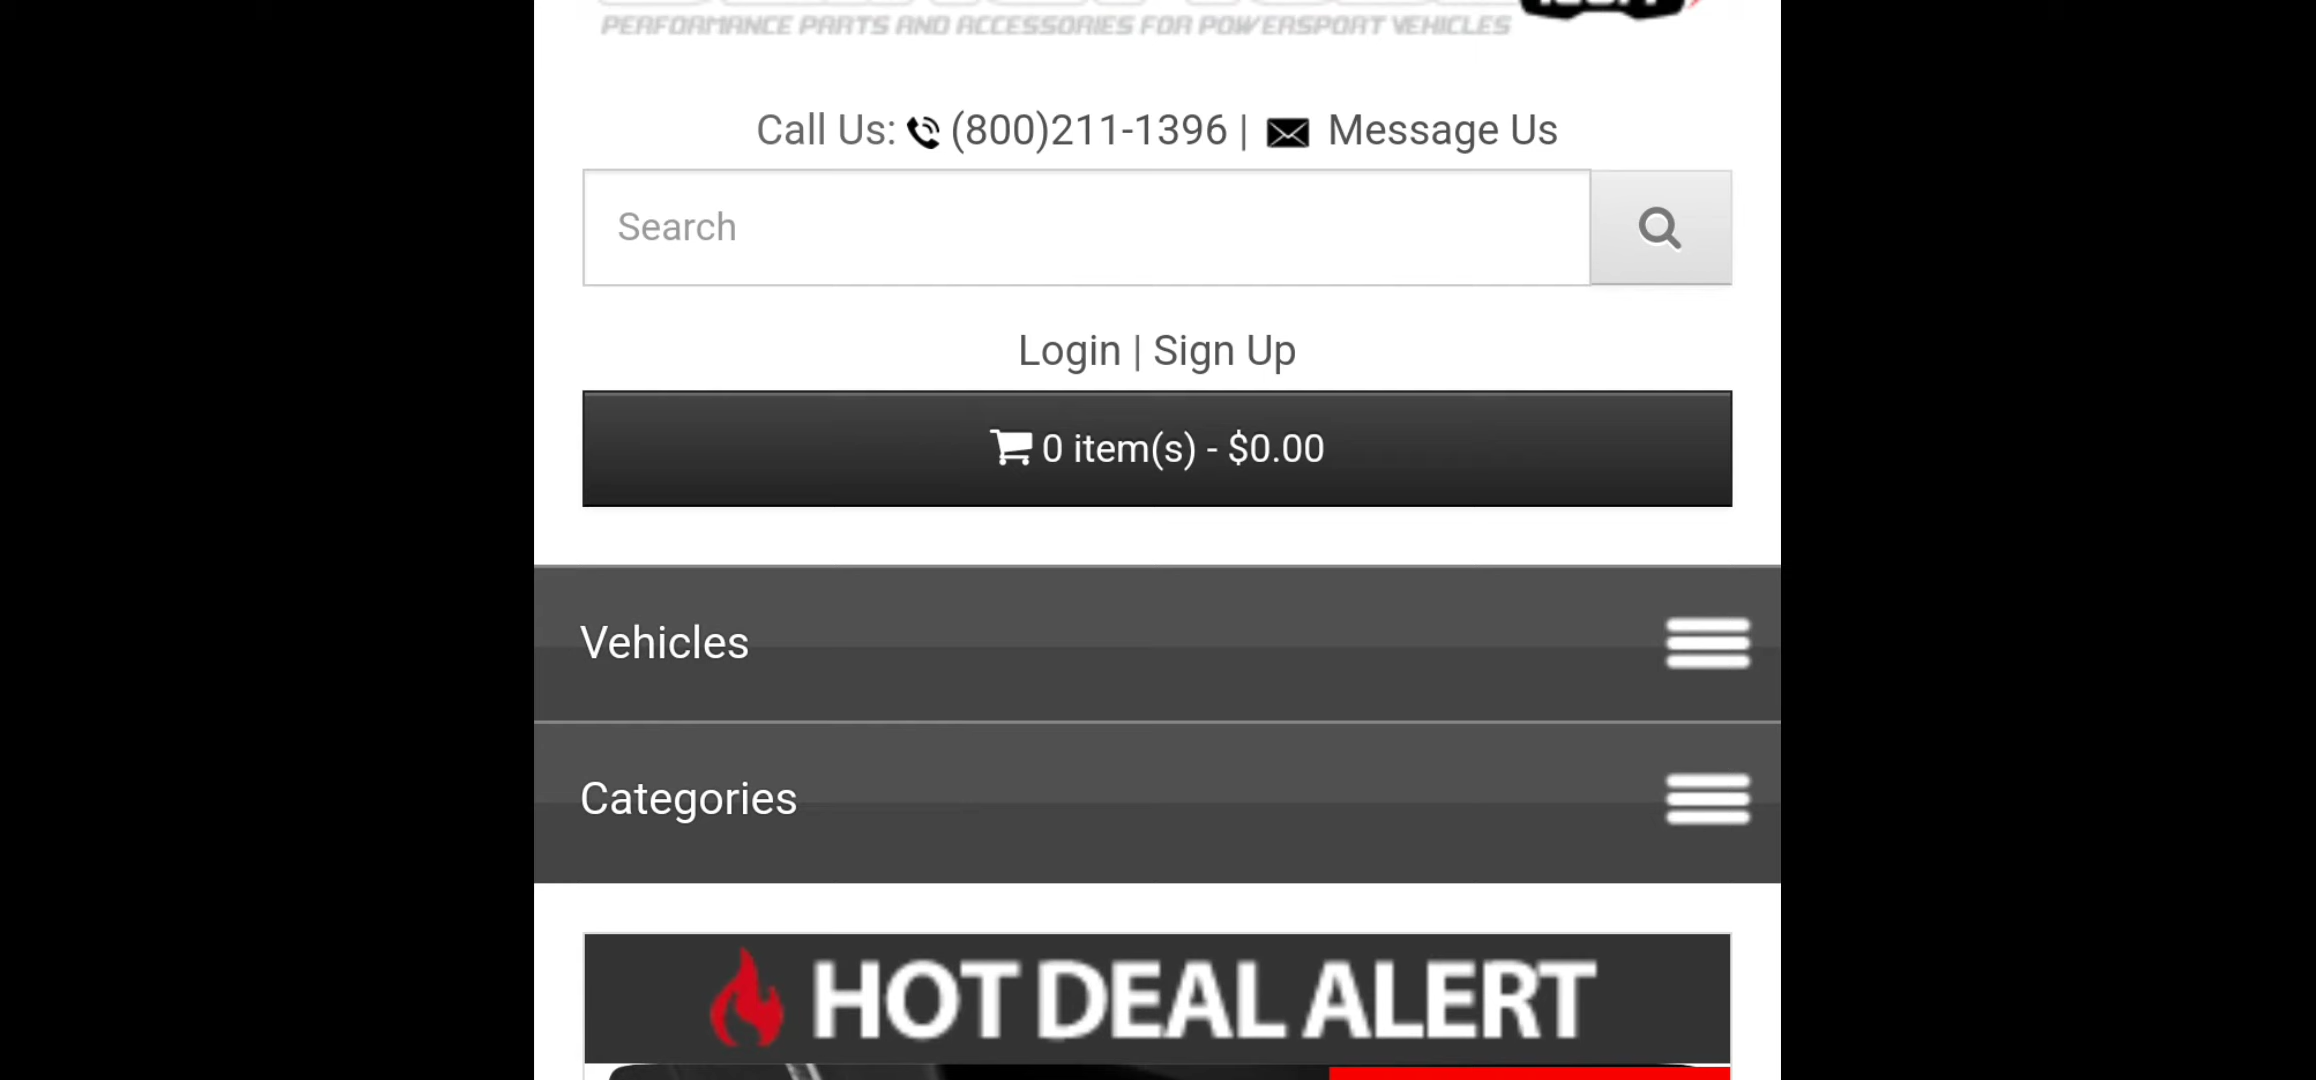 PERFORMANCE PARTS AND ACCESSORIES FOR POWERSPORT VEHICLES
Call Us: (800)211-1396 | Message Us
Search
Login | Sign Up
0 item(s) - $0.00
Vehicles
Categories
HOT DEAL ALERT